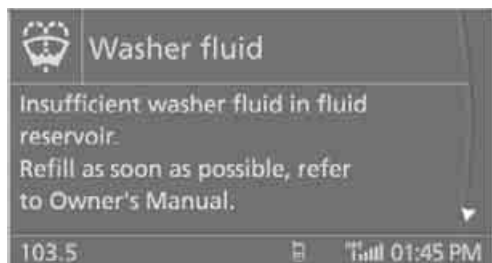 Washer fluid
Insufficient washer fluid in fluid
reservoir.
Refill as soon as possible, refer
to Owner's Manual.
103.5 01:45 PM